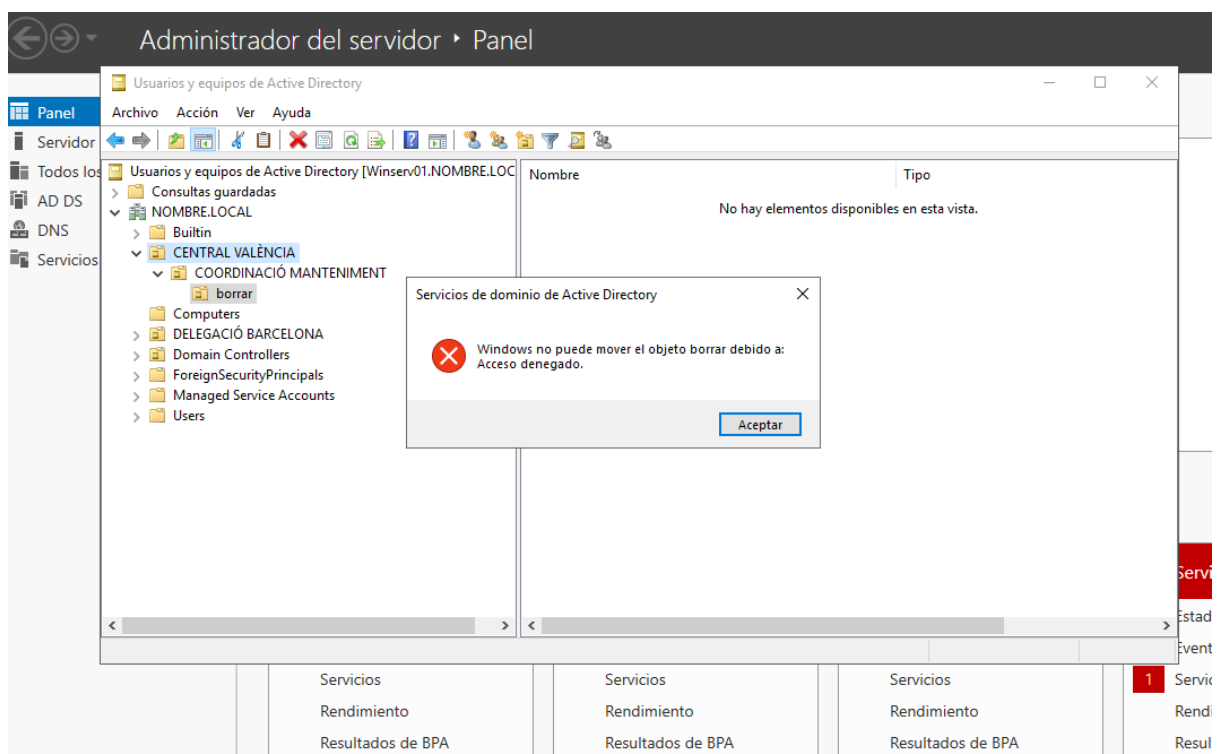 Administrador del servidor ‣ Panel
Usuarios y equipos de Active Directory
Archivo Acción Ver Ayuda
Panel
Servidor
Todos los
AD DS
DNS
Servicios
Usuarios y equipos de Active Directory [Winserv01.NOMBRE.LOC
Consultas guardadas
NOMBRE.LOCAL
Builtin
CENTRAL VALÈNCIA
COORDINACIÓ MANTENIMENT
borrar
Computers
DELEGACIÓ BARCELONA
Domain Controllers
ForeignSecurityPrincipals
Managed Service Accounts
Users
Nombre Tipo
No hay elementos disponibles en esta vista.
Servicios de dominio de Active Directory
Windows no puede mover el objeto borrar debido a:
Acceso denegado.
Aceptar
Servi
Estad
Event
Servicios Servicios Servicios 1 Servic
Rendimiento Rendimiento Rendimiento Rendi
Resultados de BPA Resultados de BPA Resultados de BPA Resul